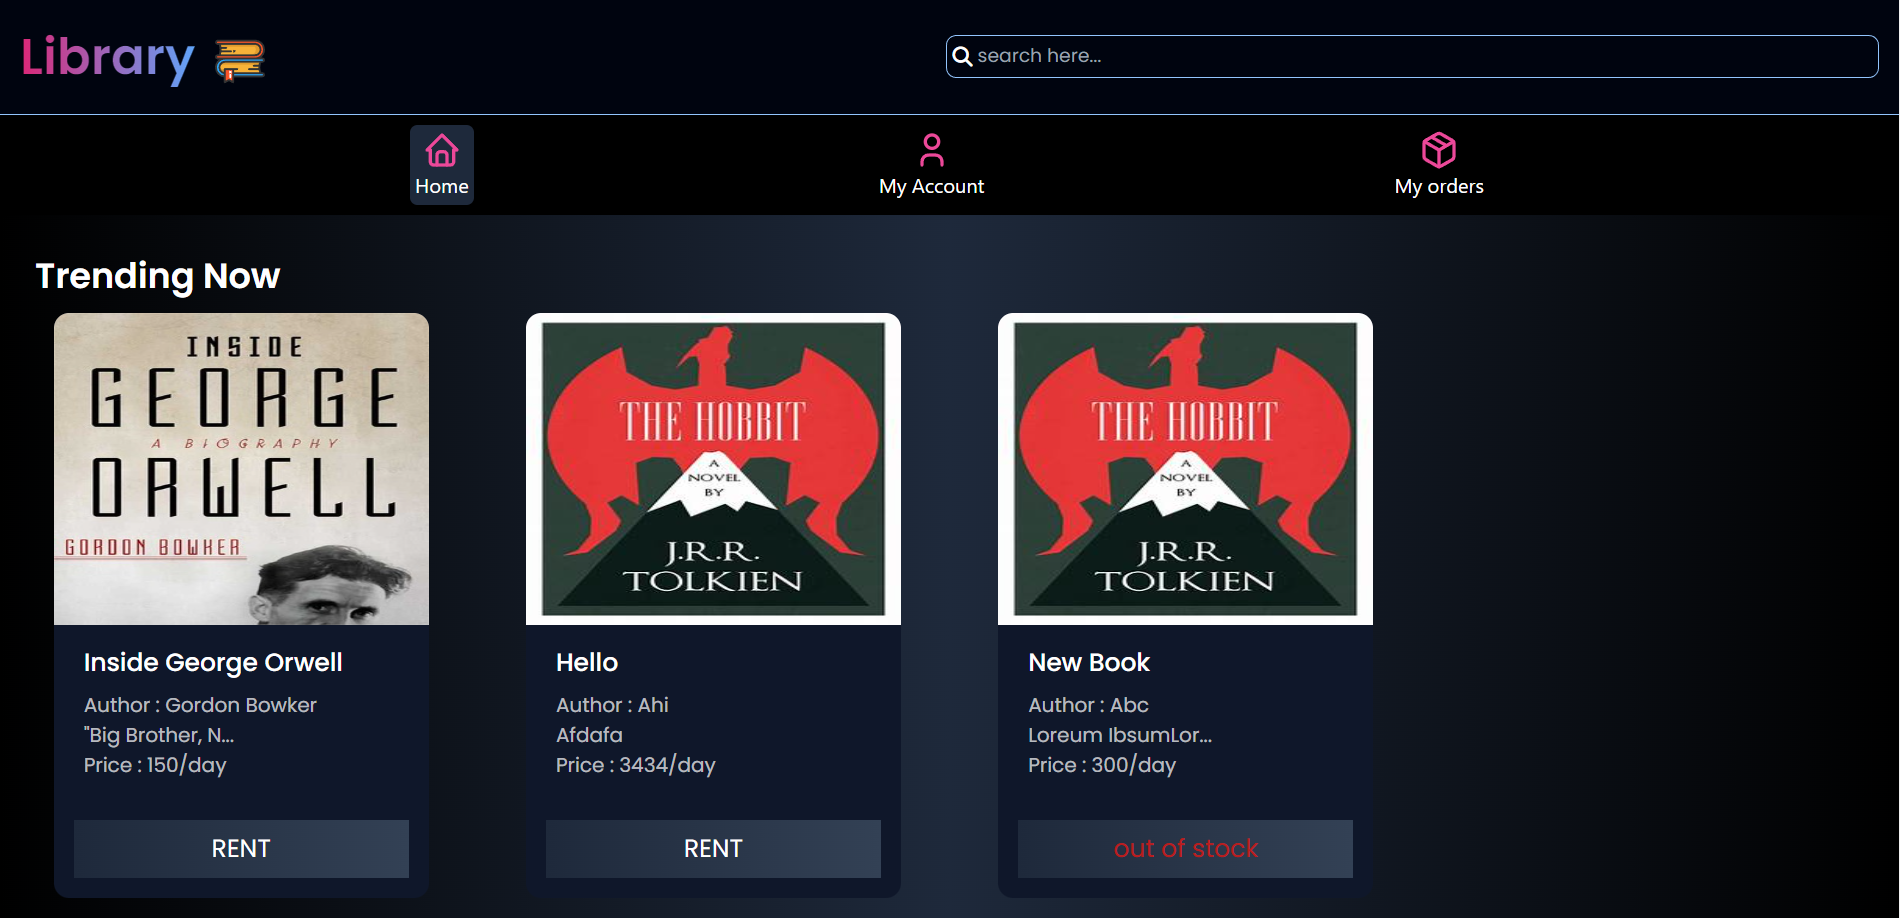 Library
search here...
Home
My Account
My orders
Trending Now
INSIDE
GEORGE
A BIOGRAPHY
ORWELL
GORDON BOWKER
Inside George Orwell
Author : Gordon Bowker
"Big Brother, N...
Price : 150/day
RENT
THE HOBBIT
A
NOVEL
BY
J.R.R.
TOLKIEN
Hello
Author : Ahi
Afdafa
Price : 3434/day
RENT
THE HOBBIT
A
NOVEL
BY
J.R.R.
TOLKIEN
New Book
Author : Abc
Loreum IbsumLor...
Price : 300/day
out of stock